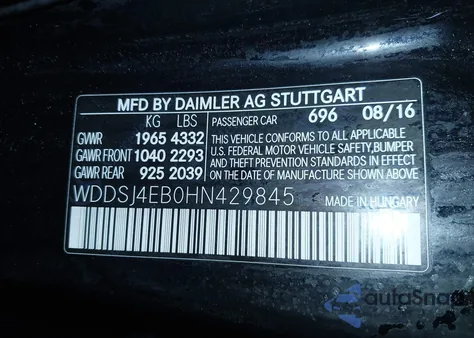 MFD BY DAIMLER AG STUTTGART
KG LBS PASSENGER CAR 696 08/16
GVWR 1965 4332 THIS VEHICLE CONFORMS TO ALL APPLICABLE
GAWR FRONT 1040 2293 U.S. FEDERAL MOTOR VEHICLE SAFETY, BUMPER
AND THEFT PREVENTION STANDARDS IN EFFECT
GAWR REAR 925 2039 ON THE DATE OF MANUFACTURE SHOWN ABOVE.
WDDSJ4EB0HN429845 MADE IN HUNGARY
autoSnap